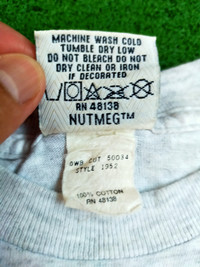 MACHINE WASH COLD
TUMBLE DRY LOW
DO NOT BLEACH DO NOT
DRY CLEAN OR IRON
IF DECORATED
RN 48138
NUTMEG™
CUT 50034
STYLE 1952
100% COTTON
RN 48138